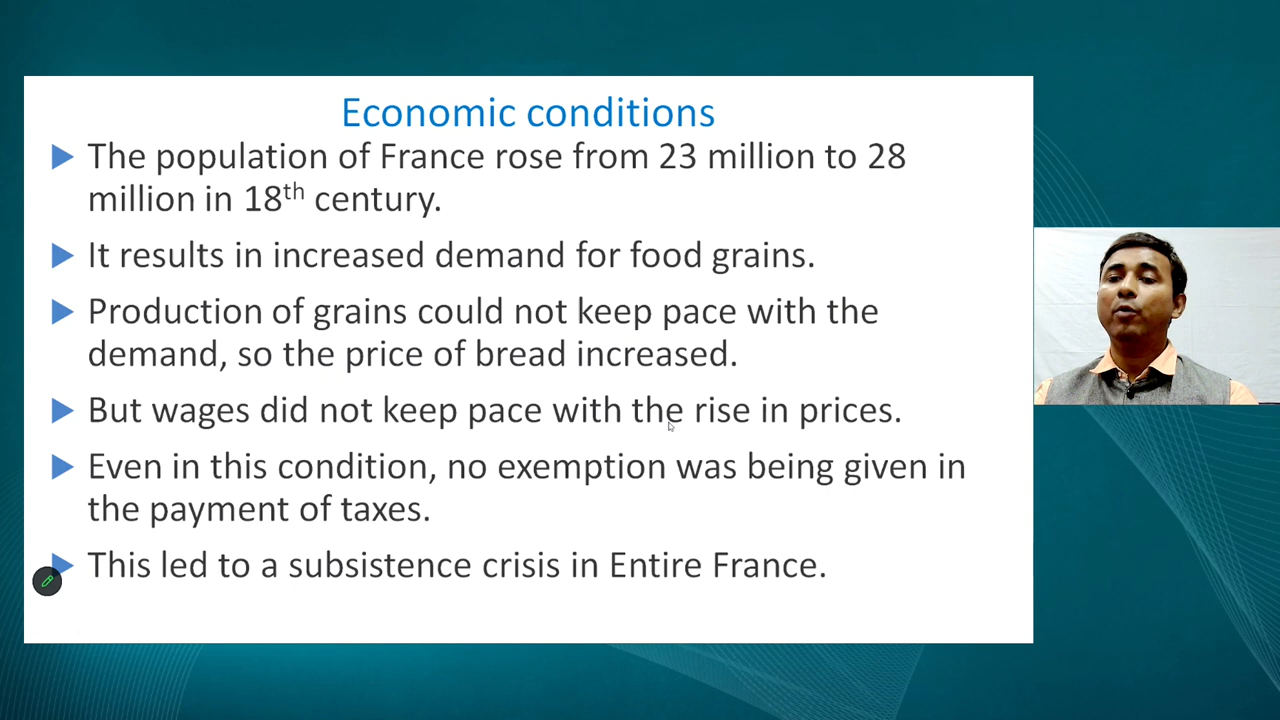 Economic conditions
The population of France rose from 23 million to 28
million in 18th century.
It results in increased demand for food grains.
Production of grains could not keep pace with the
demand, so the price of bread increased.
But wages did not keep pace with the rise in prices.
Even in this condition, no exemption was being given in
the payment of taxes.
This led to a subsistence crisis in Entire France.